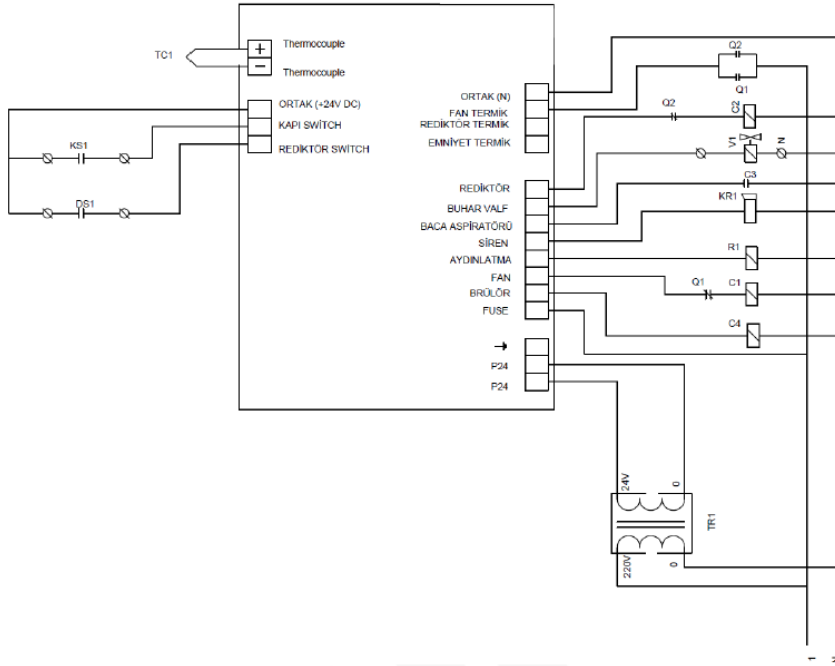 TC1
+
Thermocouple
−
Thermocouple
ORTAK (+24V DC)
KAPI SWİTCH
REDİKTÖR SWITCH
KS1
DS1
ORTAK (N)
FAN TERMİK
REDİKTÖR TERMİK
EMNİYET TERMİK
REDİKTÖR
BUHAR VALF
BACA ASPİRATÖRÜ
SİREN
AYDINLATMA
FAN
BRÜLÖR
FUSE
P24
P24
Q2
Q1
Q2
C2
V1
N
C3
KR1
R1
Q1
C1
C4
24V
0
TR1
220V
0
1